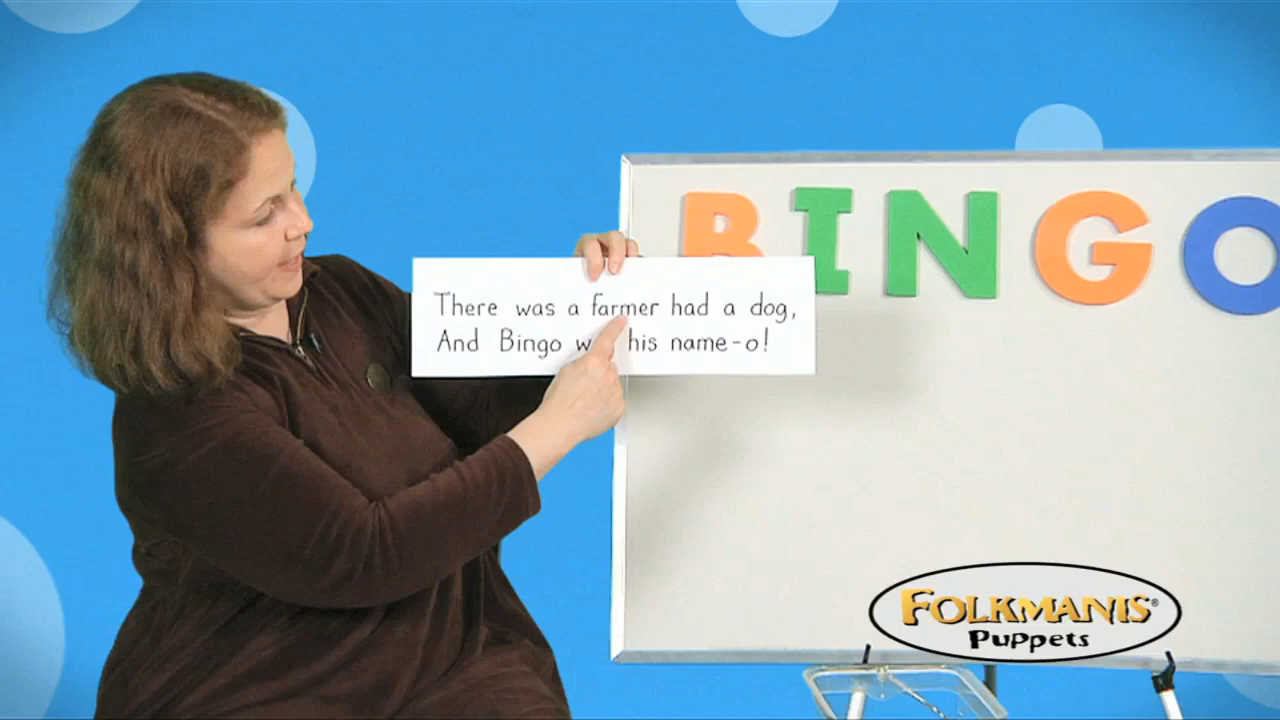 BINGO
There was a farmer had a dog,
And Bingo his name-o!
FOLKMANIS®
Puppets